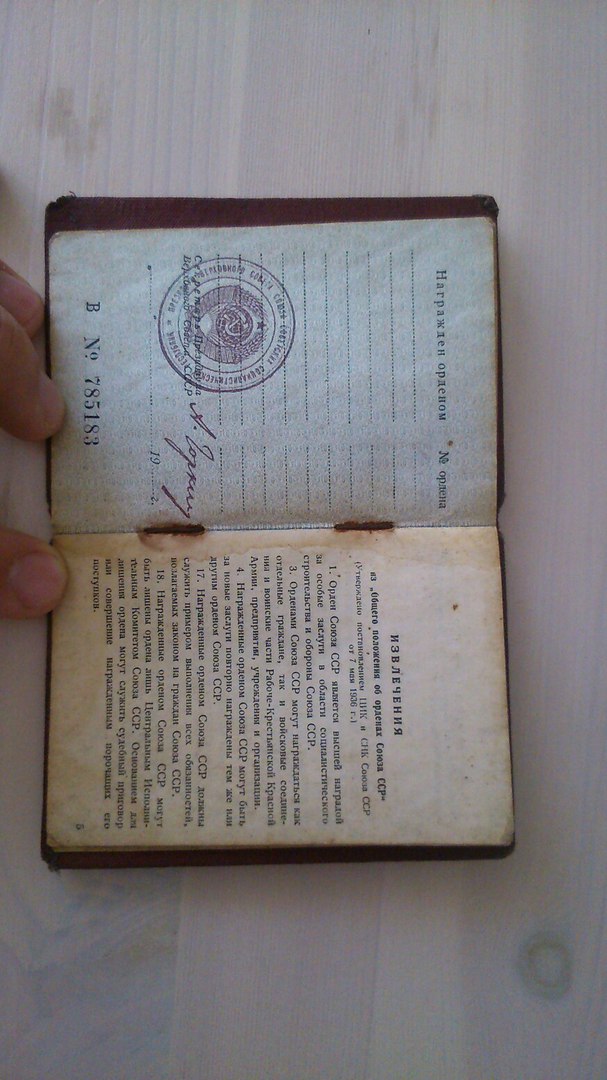 Награжден орденом № ордена
Секретарь Президиума
Верховного Совета СССР
А. Горкин
19 г.
В № 785183
ИЗВЛЕЧЕНИЯ
из „Общего положения об орденах Союза ССР“
(Утверждено постановлением ЦИК и СНК Союза ССР
от 7 мая 1936 г.)
1. Орден Союза ССР является высшей наградой
за особые заслуги в области социалистического
строительства и обороны Союза ССР.
3. Орденами Союза ССР могут награждаться как
отдельные граждане, так и войсковые соедине-
ния и воинские части Рабоче-Крестьянской Красной
Армии, предприятия, учреждения и организации.
4. Награжденные орденом Союза ССР могут быть
за новые заслуги повторно награждены тем же или
другим орденом Союза ССР.
17. Награжденные орденом Союза ССР должны
служить примером выполнения всех обязанностей,
возлагаемых законом на граждан Союза ССР.
18. Награжденные орденом Союза ССР могут
быть лишены ордена лишь Центральным Исполни-
тельным Комитетом Союза ССР. Основанием для
лишения ордена могут служить судебный приговор
или совершение награжденным порочащих его
поступков.
5